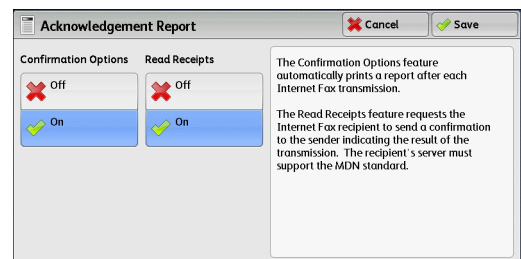 Acknowledgement Report
Cancel
Save
Confirmation Options
Read Receipts
Off
On
Off
On
The Confirmation Options feature
automatically prints a report after each
Internet Fax transmission.
The Read Receipts feature requests the
Internet Fax recipient to send a confirmation
to the sender indicating the result of the
transmission. The recipient's server must
support the MDN standard.